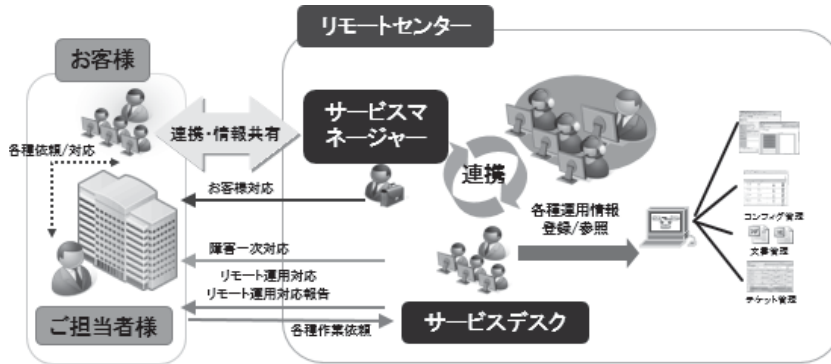 リモートセンター
お客様
サービスマ
ネージャー
連携・情報共有
各種依頼/対応
連携
お客様対応
各種運用情報
登録/参照
コンフィグ管理
文書管理
チケット管理
障害一次対応
リモート運用対応
リモート運用対応報告
ご担当者様
各種作業依頼
サービスデスク